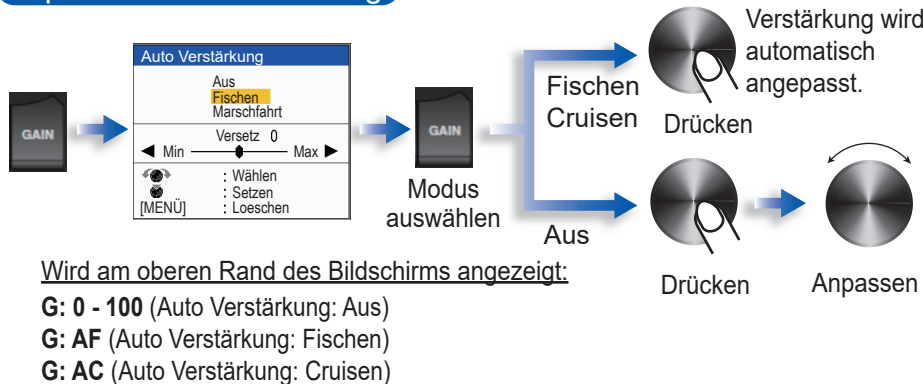 GAIN
Auto Verstärkung
Aus
Fischen
Marschfahrt
Versetz 0
◀ Min Max ▶
: Wählen
: Setzen
[MENÜ] : Loeschen
GAIN
Modus
auswählen
Fischen
Cruisen
Drücken
Verstärkung wird
automatisch
angepasst.
Aus
Drücken
Anpassen
Wird am oberen Rand des Bildschirms angezeigt:
G: 0 - 100 (Auto Verstärkung: Aus)
G: AF (Auto Verstärkung: Fischen)
G: AC (Auto Verstärkung: Cruisen)